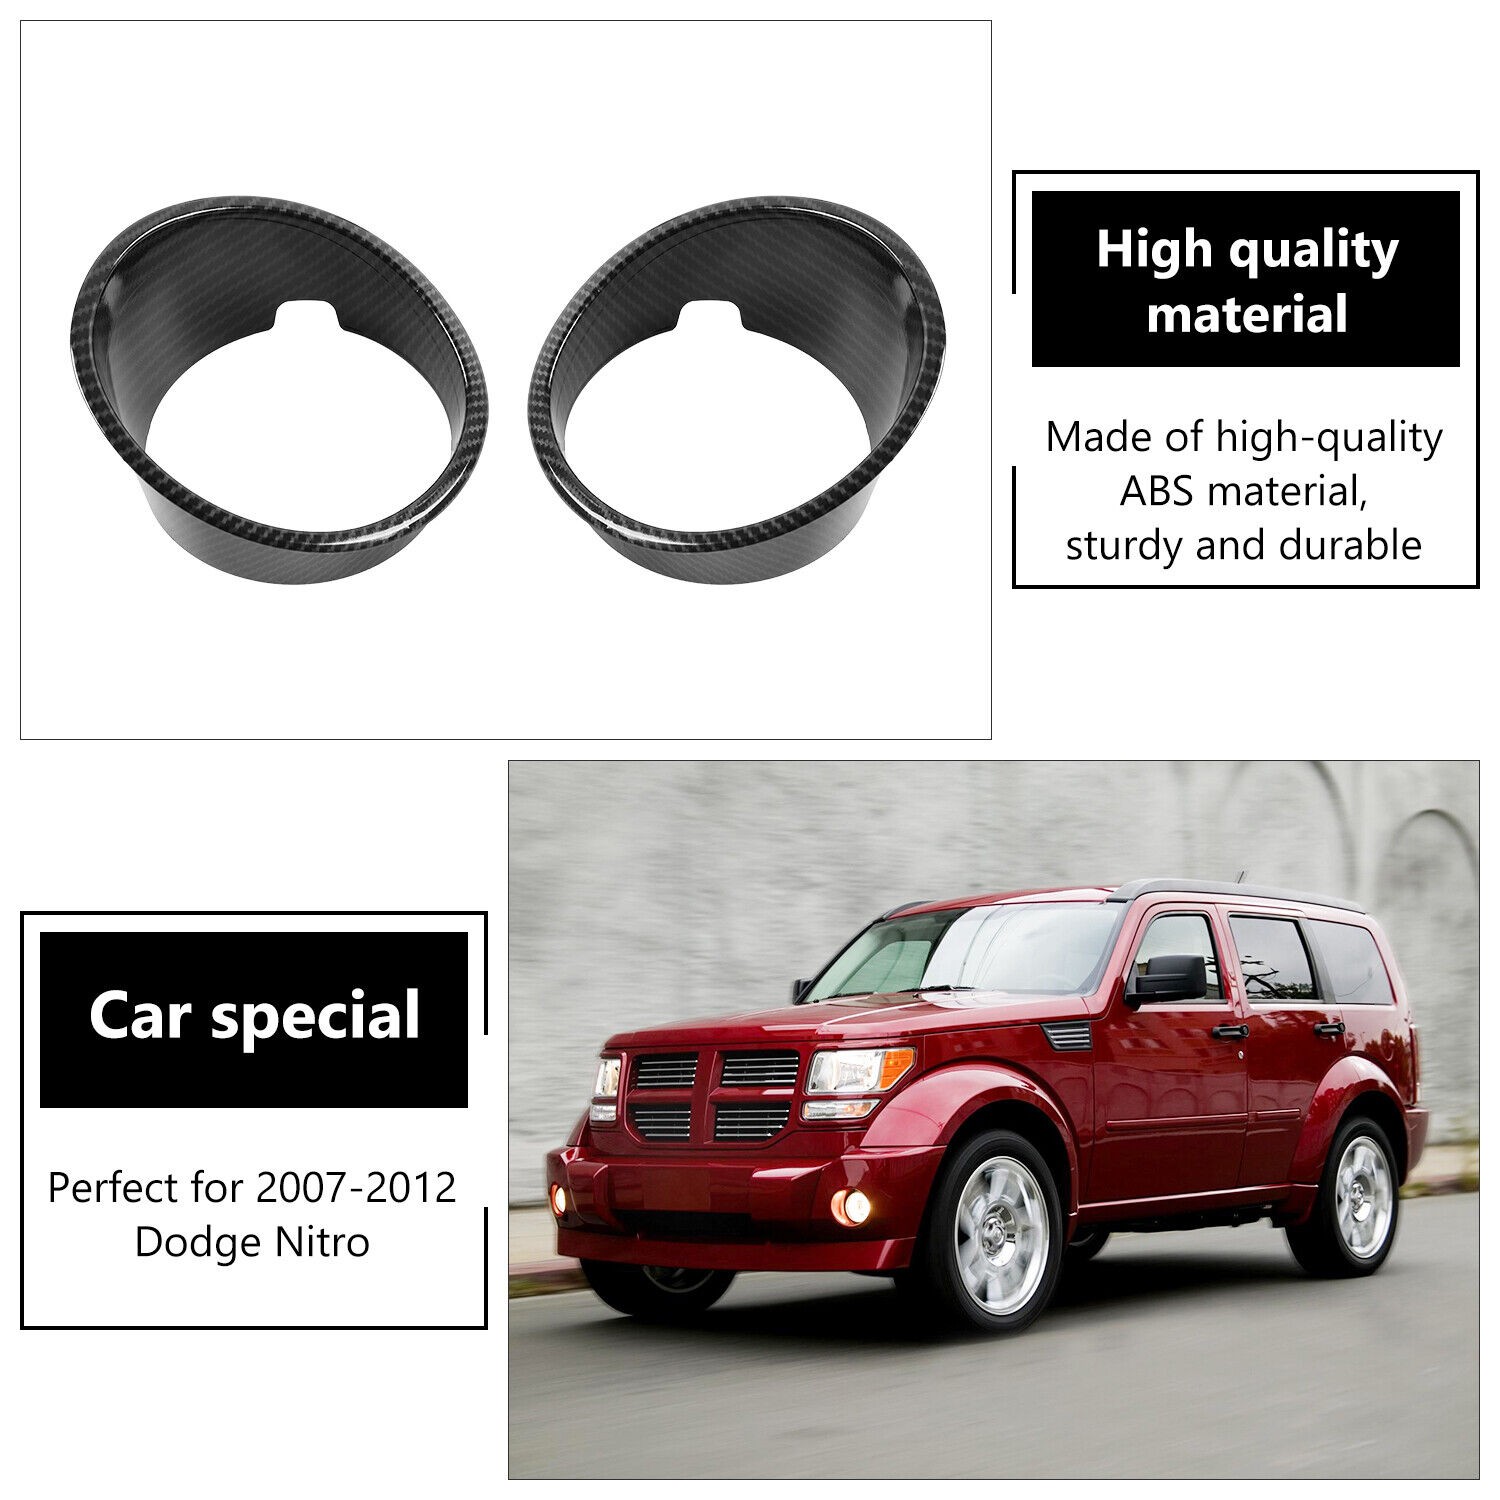 High quality
material
Made of high-quality
ABS material,
sturdy and durable
Car special
Perfect for 2007-2012
Dodge Nitro